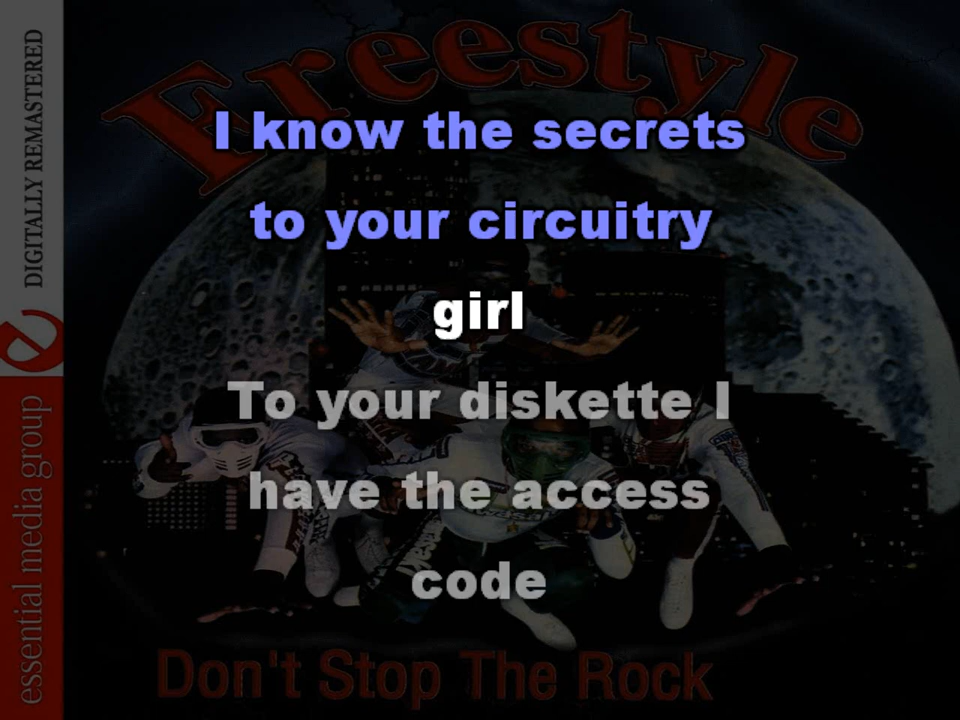 DIGITALLY REMASTERED
essential media group
Freestyle
I know the secrets
to your circuitry
girl
To your diskette I
have the access
code
Don't Stop The Rock